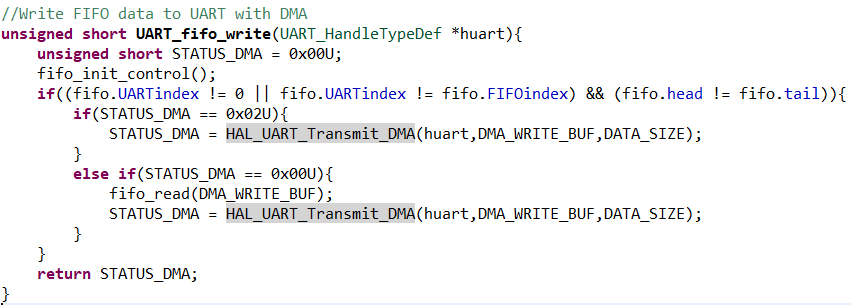 //Write FIFO data to UART with DMA
unsigned short UART_fifo_write(UART_HandleTypeDef *huart){
    unsigned short STATUS_DMA = 0x00U;
    fifo_init_control();
    if((fifo.UARTindex != 0 || fifo.UARTindex != fifo.FIFOindex) && (fifo.head != fifo.tail)){
        if(STATUS_DMA == 0x02U){
            STATUS_DMA = HAL_UART_Transmit_DMA(huart,DMA_WRITE_BUF,DATA_SIZE);
        }
        else if(STATUS_DMA == 0x00U){
            fifo_read(DMA_WRITE_BUF);
            STATUS_DMA = HAL_UART_Transmit_DMA(huart,DMA_WRITE_BUF,DATA_SIZE);
        }
    }
    return STATUS_DMA;
}